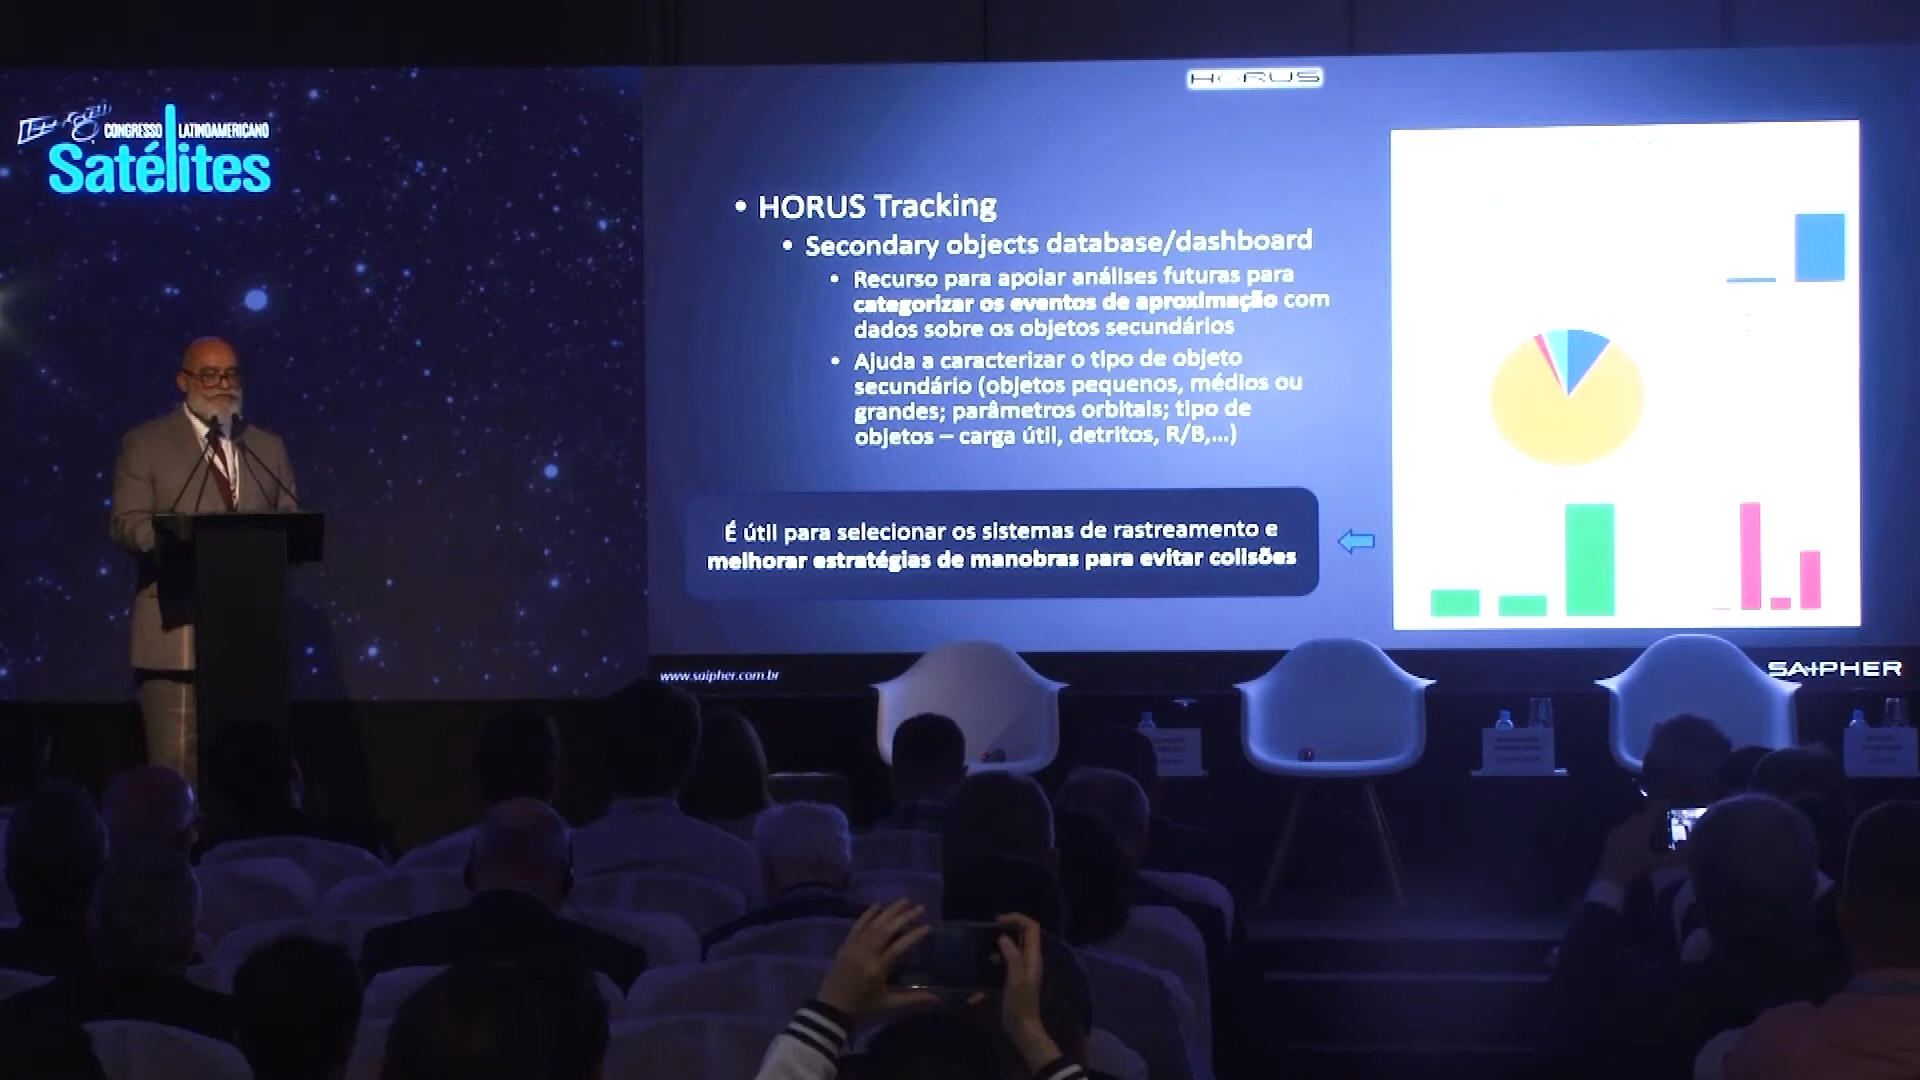 CONGRESSO LATINOAMERICANO
Satélites
HORUS
• HORUS Tracking
• Secondary objects database/dashboard
• Recurso para apoiar análises futuras para
categorizar os eventos de aproximação com
dados sobre os objetos secundários
• Ajuda a caracterizar o tipo de objeto
secundário (objetos pequenos, médios ou
grandes; parâmetros orbitais; tipo de
objetos – carga útil, detritos, R/B,...)
É útil para selecionar os sistemas de rastreamento e
melhorar estratégias de manobras para evitar colisões
www.saipher.com.br
SAIPHER